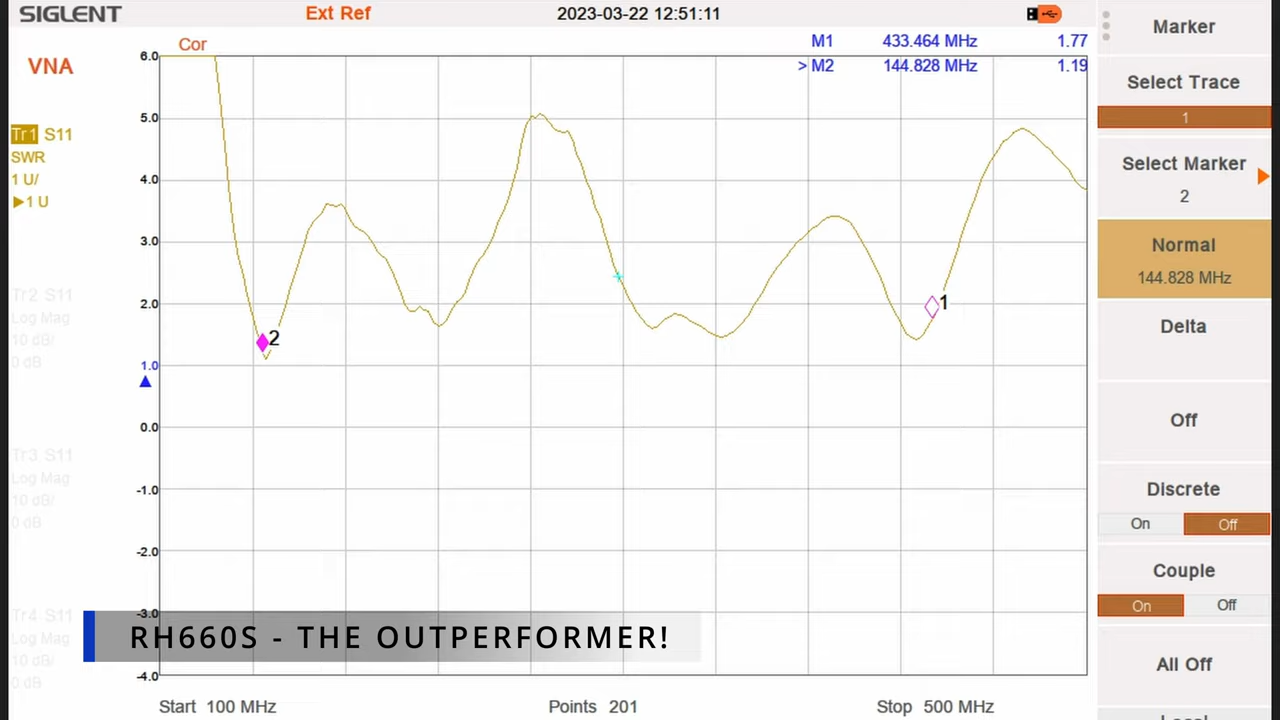 SIGLENT
Ext Ref
2023-03-22 12:51:11
VNA
Cor
M1 433.464 MHz 1.77
> M2 144.828 MHz 1.19
Tr1 S11
SWR
1 U/
▶1 U
Tr2 S11
Log Mag
10 dB/
0 dB
Tr3 S11
Log Mag
10 dB/
0 dB
Tr4 S11
Log Mag
10 dB/
0 dB
6.0
5.0
4.0
3.0
2.0
1.0
0.0
-1.0
-2.0
-3.0
-4.0
2
1
RH660S - THE OUTPERFORMER!
Start 100 MHz
Points 201
Stop 500 MHz
Marker
Select Trace
1
Select Marker
2
Normal
144.828 MHz
Delta
Off
Discrete
On Off
Couple
On Off
All Off